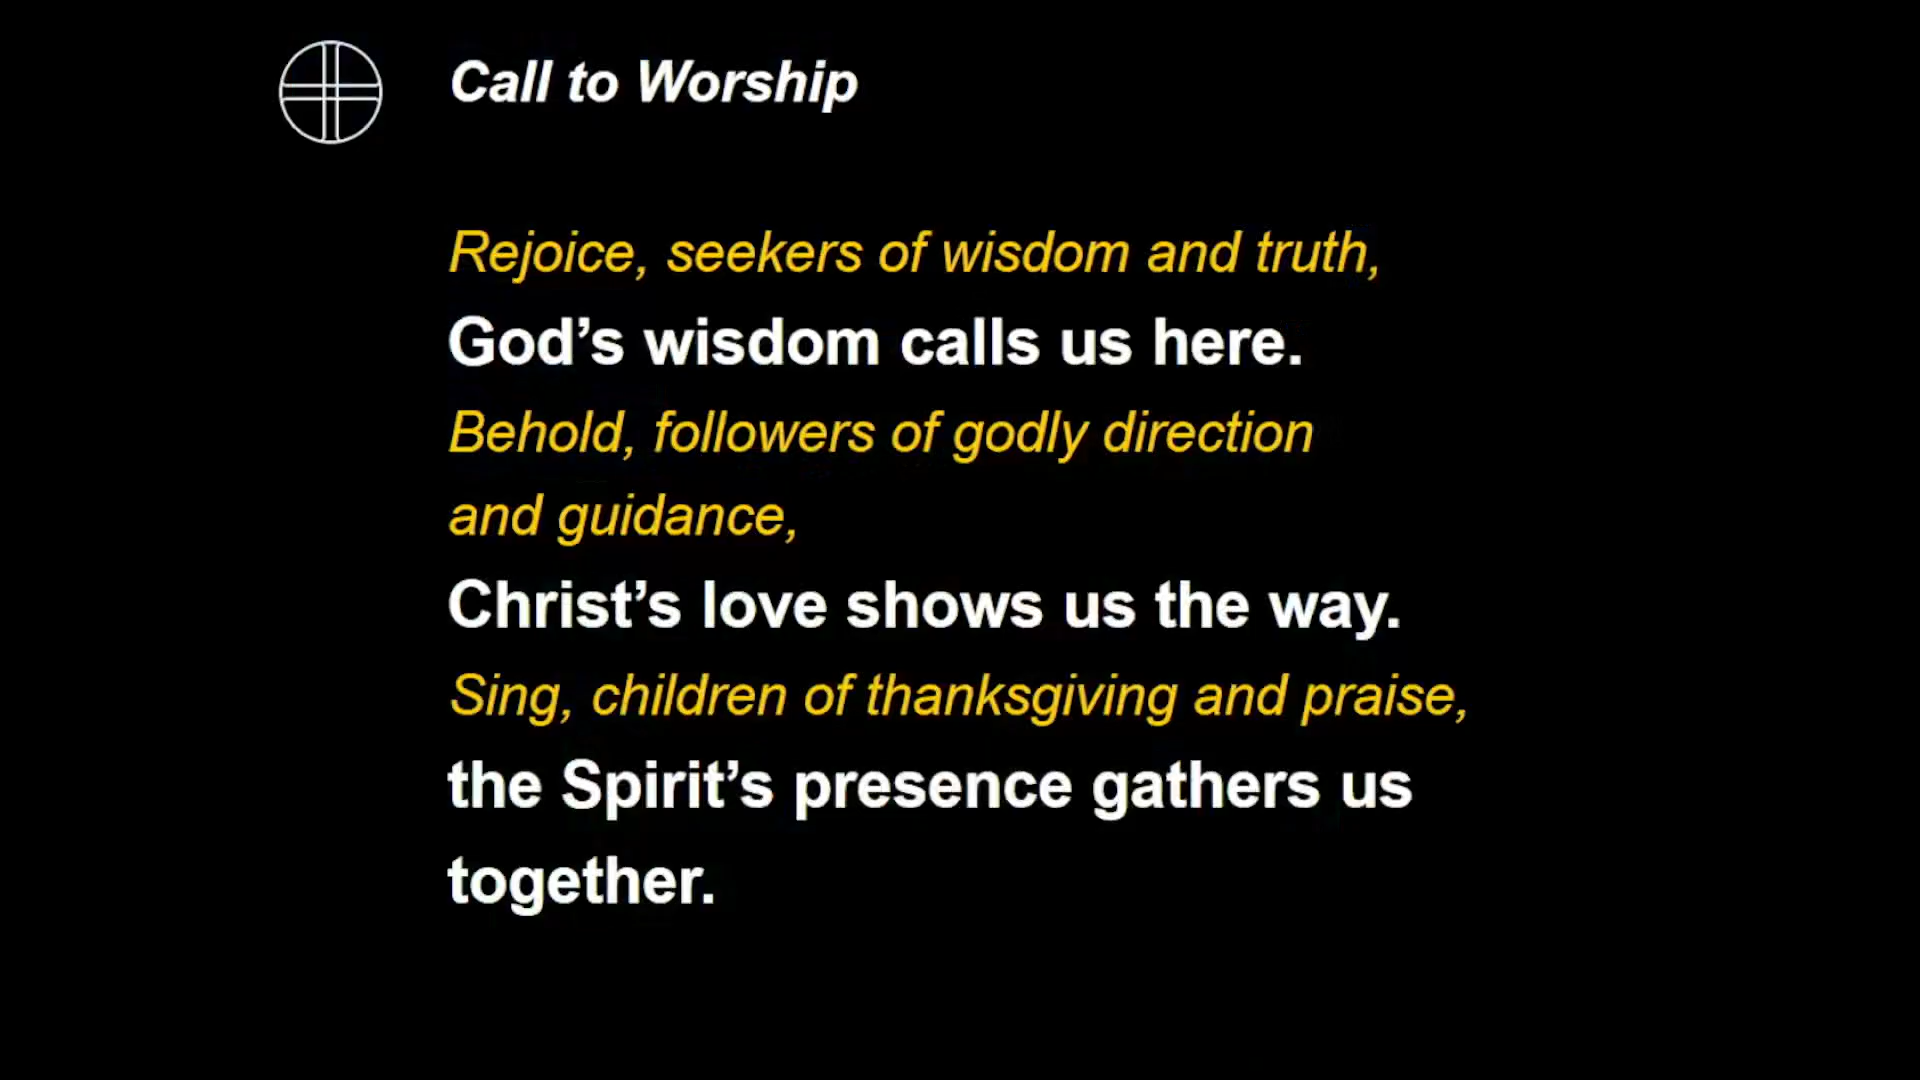 Call to Worship
Rejoice, seekers of wisdom and truth,
God’s wisdom calls us here.
Behold, followers of godly direction
and guidance,
Christ’s love shows us the way.
Sing, children of thanksgiving and praise,
the Spirit’s presence gathers us
together.